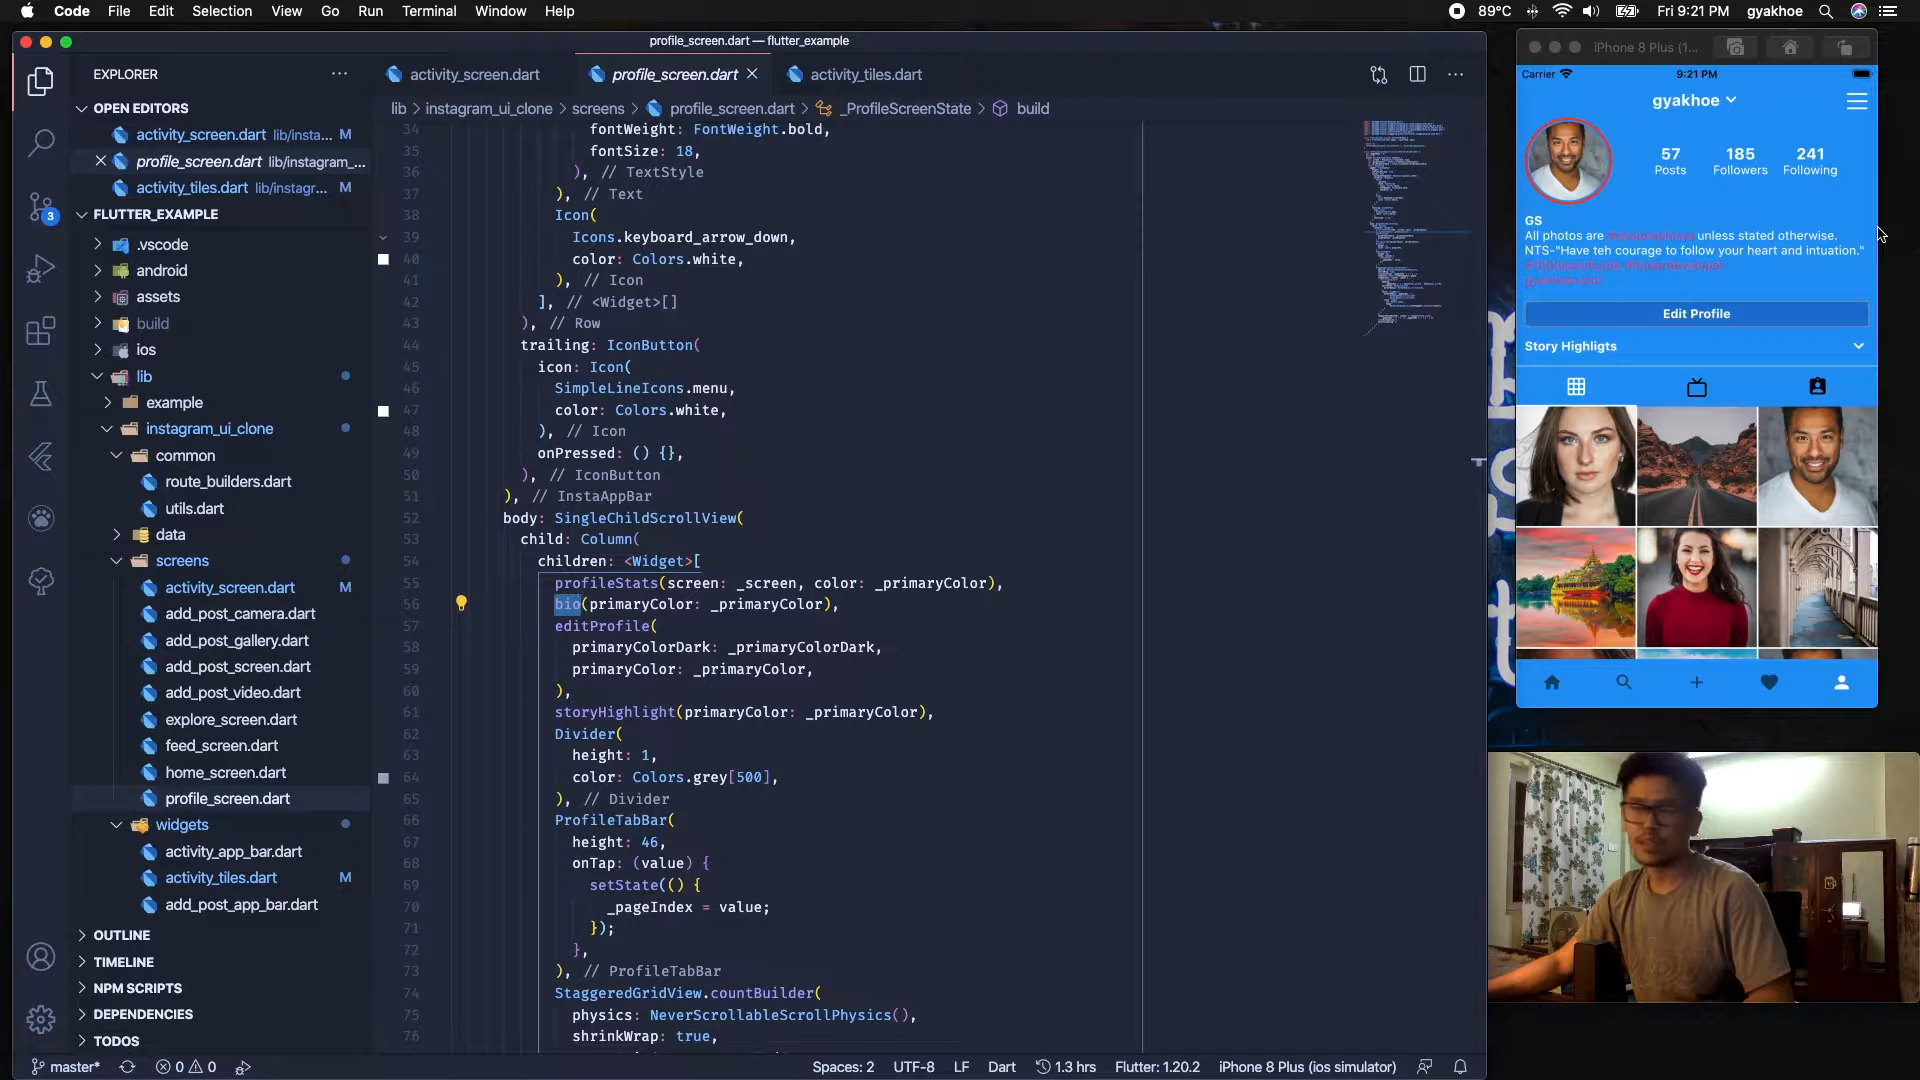 Code File Edit Selection View Go Run Terminal Window Help
89°C Fri 9:21 PM gyakhoe
profile_screen.dart — flutter_example
EXPLORER
OPEN EDITORS
activity_screen.dart lib/insta... M
profile_screen.dart lib/instagram_...
activity_tiles.dart lib/instagr... M
3
FLUTTER_EXAMPLE
.vscode
android
assets
build
ios
lib
example
instagram_ui_clone
common
route_builders.dart
utils.dart
data
screens
activity_screen.dart M
add_post_camera.dart
add_post_gallery.dart
add_post_screen.dart
add_post_video.dart
explore_screen.dart
feed_screen.dart
home_screen.dart
profile_screen.dart
widgets
activity_app_bar.dart
activity_tiles.dart M
add_post_app_bar.dart
OUTLINE
TIMELINE
NPM SCRIPTS
DEPENDENCIES
TODOS
activity_screen.dart profile_screen.dart activity_tiles.dart
lib > instagram_ui_clone > screens > profile_screen.dart > _ProfileScreenState > build
34 fontWeight: FontWeight.bold,
35 fontSize: 18,
36 ), // TextStyle
37 ), // Text
38 Icon(
39 Icons.keyboard_arrow_down,
40 color: Colors.white,
41 ), // Icon
42 ], // <Widget>[]
43 ), // Row
44 trailing: IconButton(
45 icon: Icon(
46 SimpleLineIcons.menu,
47 color: Colors.white,
48 ), // Icon
49 onPressed: () {},
50 ), // IconButton
51 ), // InstaAppBar
52 body: SingleChildScrollView(
53 child: Column(
54 children: <Widget>[
55 profileStats(screen: _screen, color: _primaryColor),
56 bio(primaryColor: _primaryColor),
57 editProfile(
58 primaryColorDark: _primaryColorDark,
59 primaryColor: _primaryColor,
60 ),
61 storyHighlight(primaryColor: _primaryColor),
62 Divider(
63 height: 1,
64 color: Colors.grey[500],
65 ), // Divider
66 ProfileTabBar(
67 height: 46,
68 onTap: (value) {
69 setState(() {
70 _pageIndex = value;
71 });
72 },
73 ), // ProfileTabBar
74 StaggeredGridView.countBuilder(
75 physics: NeverScrollableScrollPhysics(),
76 shrinkWrap: true,
master* 0 0
Spaces: 2 UTF-8 LF Dart 1.3 hrs Flutter: 1.20.2 iPhone 8 Plus (ios simulator)
iPhone 8 Plus (1...
Carrier 9:21 PM
gyakhoe
57 185 241
Posts Followers Following
GS
All photos are unless stated otherwise.
NTS-"Have teh courage to follow your heart and intuation."
Edit Profile
Story Highligts